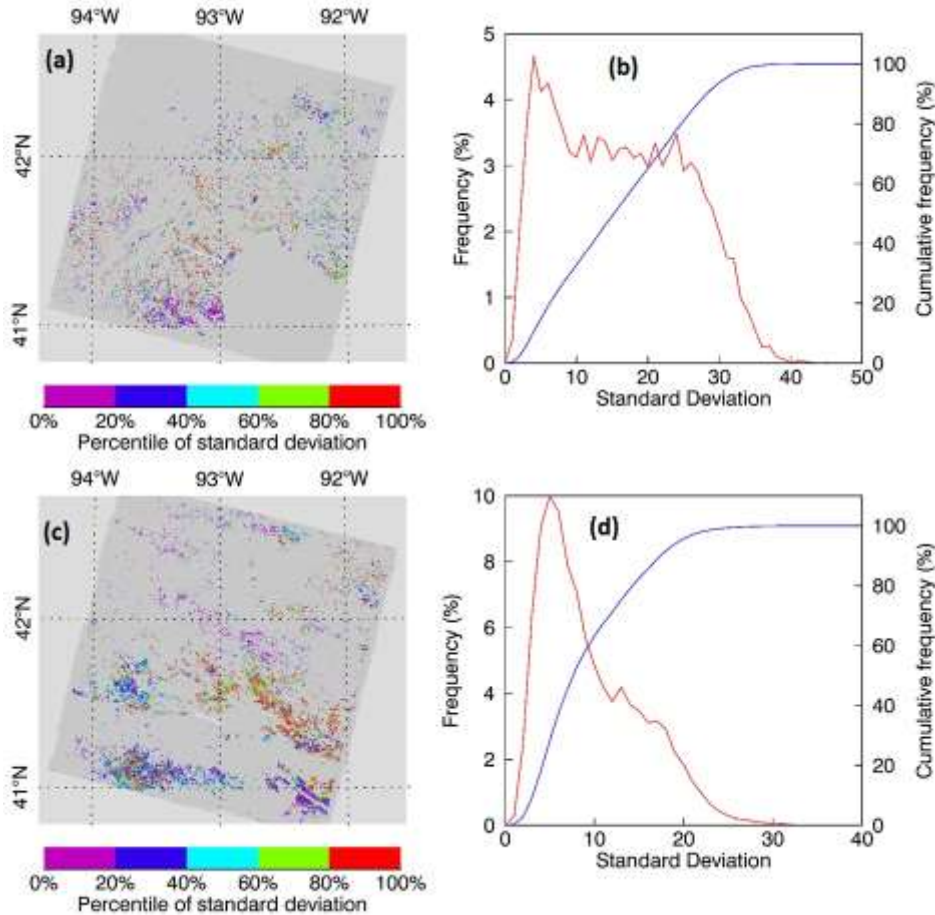 94°W 93°W 92°W
(a)
42°N
41°N
0% 20% 40% 60% 80% 100%
Percentile of standard deviation
(b)
5
4
3
2
1
0
Frequency (%)
100
80
60
40
20
0
Cumulative frequency (%)
0 10 20 30 40 50
Standard Deviation
94°W 93°W 92°W
(c)
42°N
41°N
0% 20% 40% 60% 80% 100%
Percentile of standard deviation
(d)
10
8
6
4
2
0
Frequency (%)
100
80
60
40
20
0
Cumulative frequency (%)
0 10 20 30 40
Standard Deviation